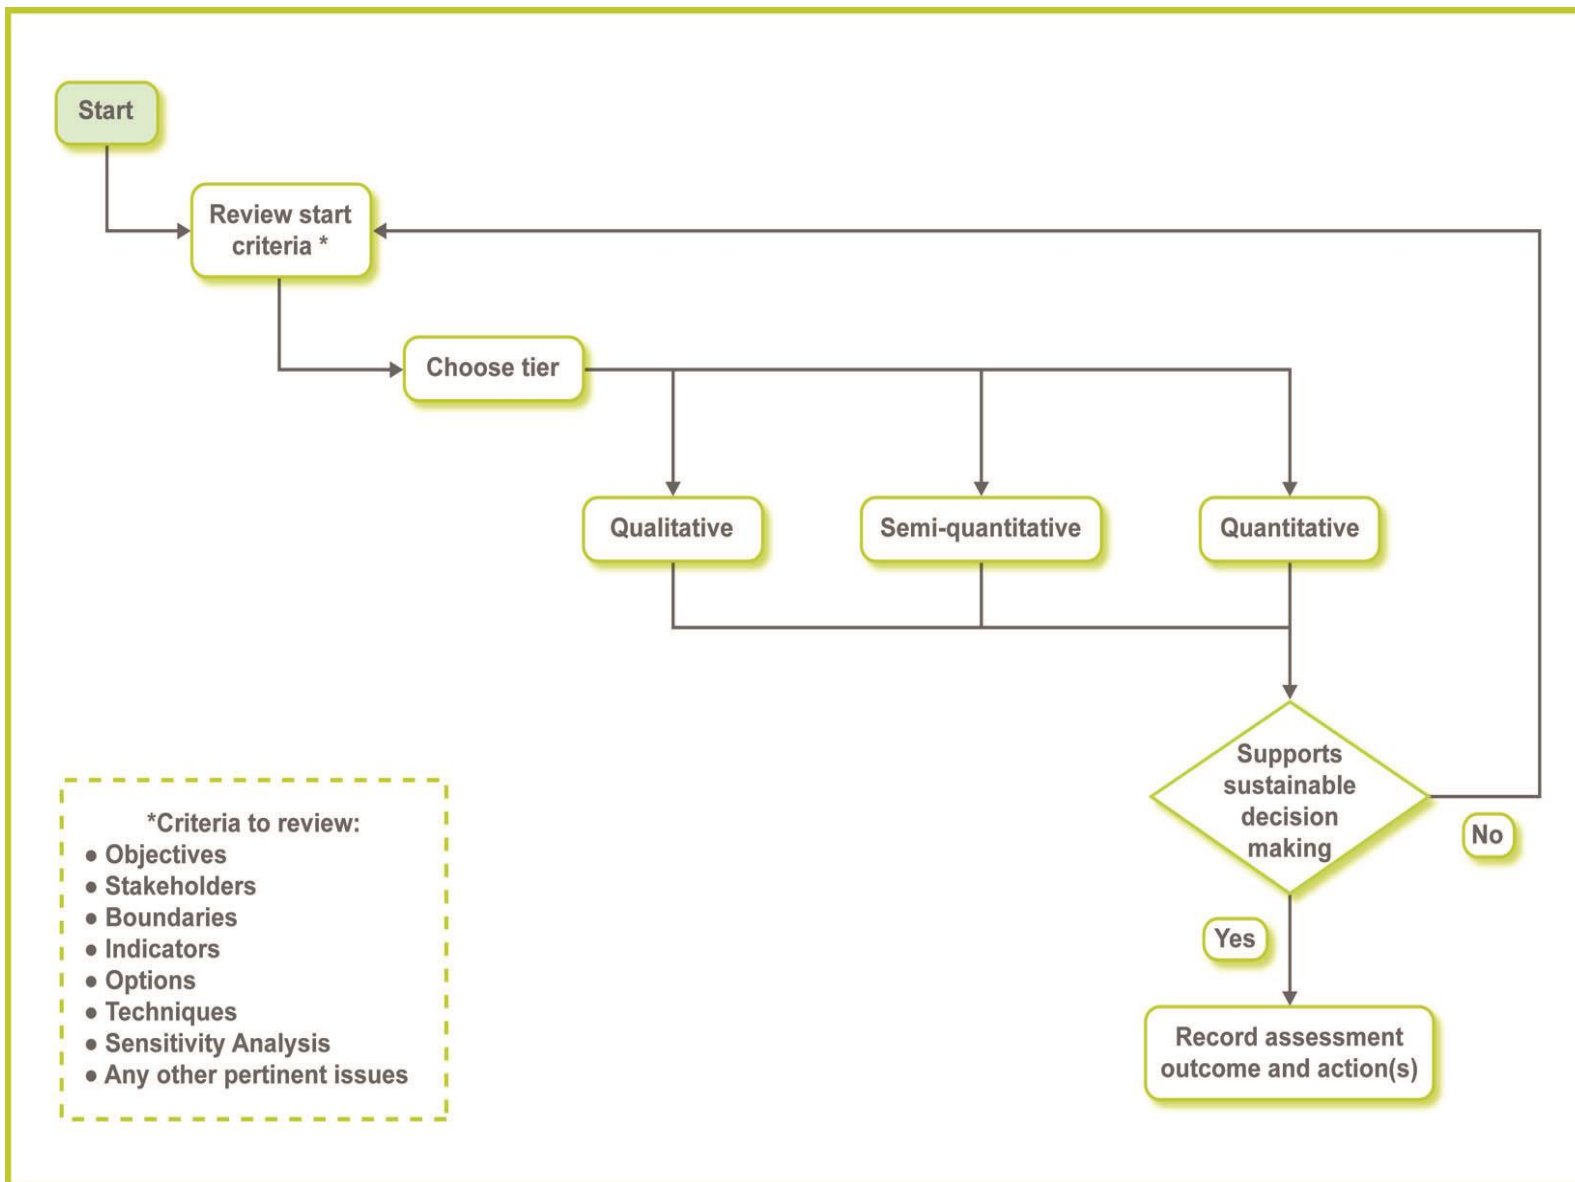 Start
Review start
criteria *
Choose tier
Qualitative
Semi-quantitative
Quantitative
Supports
sustainable
decision
making
No
Yes
Record assessment
outcome and action(s)
*Criteria to review:
● Objectives
● Stakeholders
● Boundaries
● Indicators
● Options
● Techniques
● Sensitivity Analysis
● Any other pertinent issues